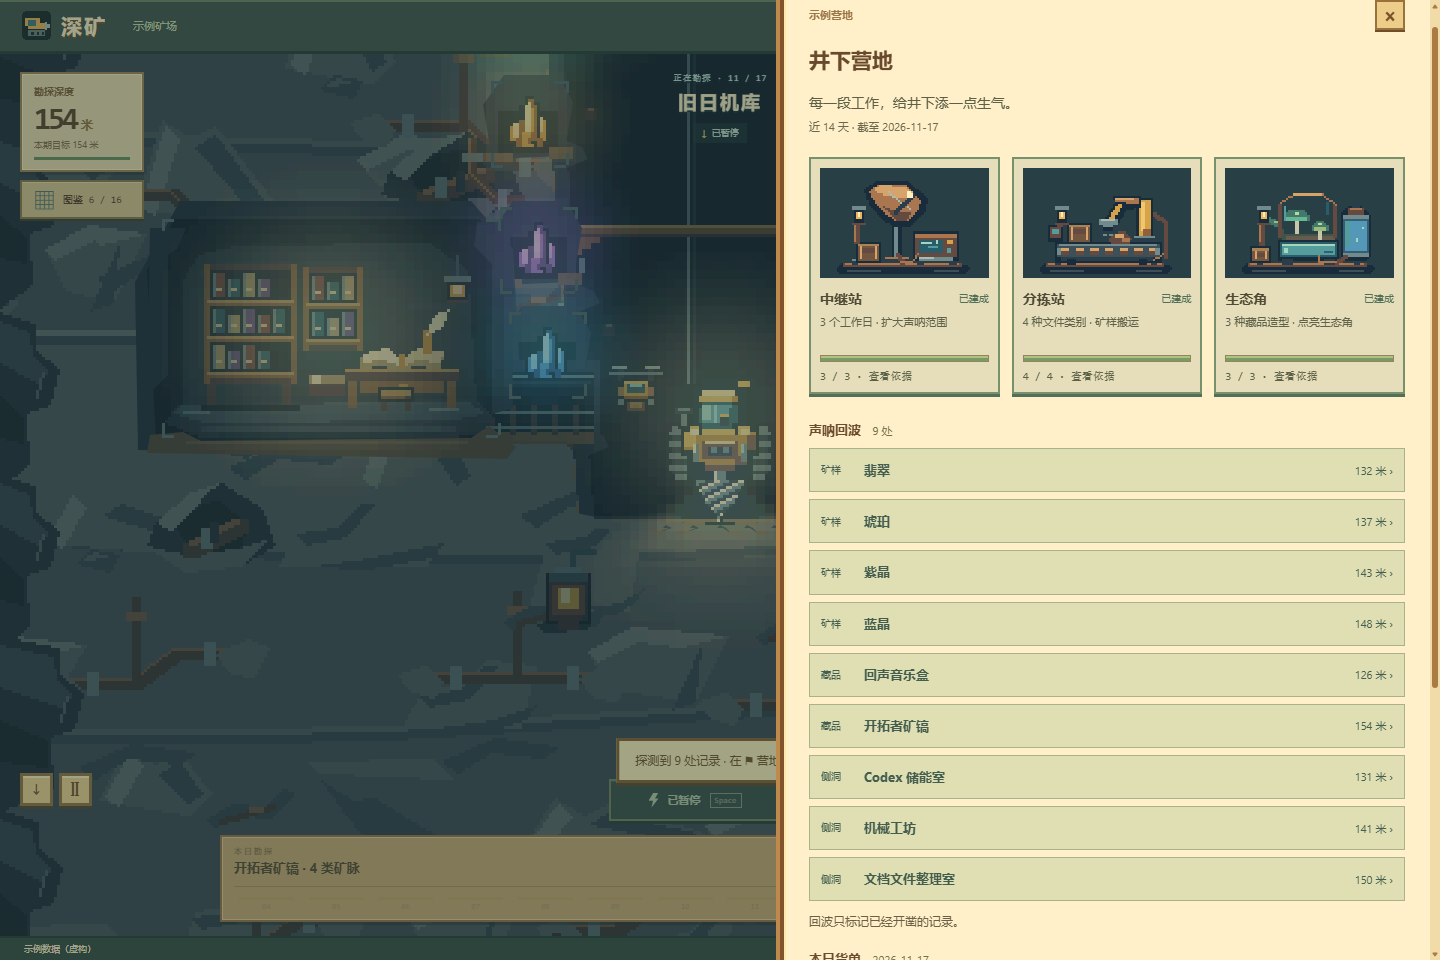 深矿
示例矿场
勘探深度
154 米
本期目标 154 米
图鉴 6 / 16
正在勘探 · 11 / 17
旧日机库
↓ 已暂停
探测到 9 处记录 · 在 ⚑ 营地
已暂停 Space
本日勘探
开拓者矿镐 · 4 类矿脉
示例数据（虚构）
示例营地
×
井下营地
每一段工作，给井下添一点生气。
近 14 天 · 截至 2026-11-17
中继站 已建成
3 个工作日 · 扩大声呐范围
3 / 3 · 查看依据
分拣站 已建成
4 种文件类别 · 矿样搬运
4 / 4 · 查看依据
生态角 已建成
3 种藏品造型 · 点亮生态角
3 / 3 · 查看依据
声呐回波 9 处
矿样 翡翠 132 米 ›
矿样 琥珀 137 米 ›
矿样 紫晶 143 米 ›
矿样 蓝晶 148 米 ›
藏品 回声音乐盒 126 米 ›
藏品 开拓者矿镐 154 米 ›
侧洞 Codex 储能室 131 米 ›
侧洞 机械工坊 141 米 ›
侧洞 文档文件整理室 150 米 ›
回波只标记已经开凿的记录。
本日货单 2026-11-17